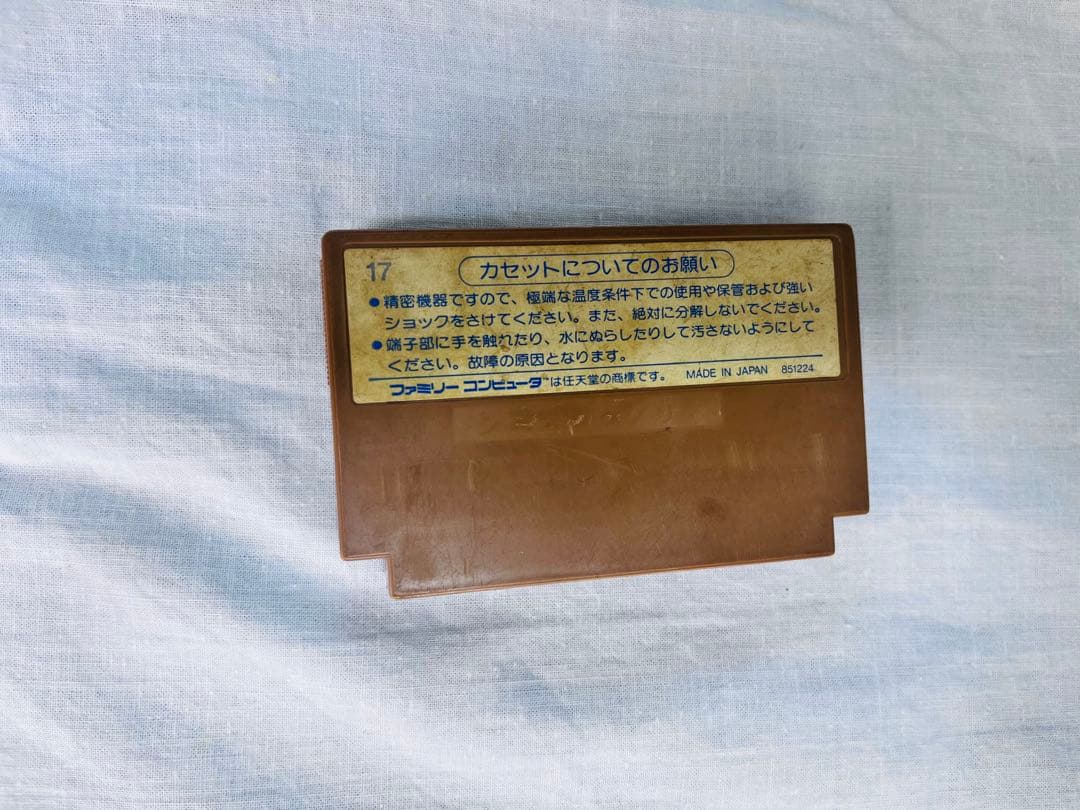 17
カセットについてのお願い
●精密機器ですので、極端な温度条件下での使用や保管および強い
ショックをさけてください。また、絶対に分解しないでください。
●端子部に手を触れたり、水にぬらしたりして汚さないようにして
ください。故障の原因となります。
ファミリーコンピュータ™は任天堂の商標です。 MADE IN JAPAN 851224